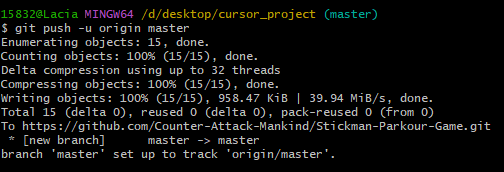 15832@Lacia MINGW64 /d/desktop/cursor_project (master)
$ git push -u origin master
Enumerating objects: 15, done.
Counting objects: 100% (15/15), done.
Delta compression using up to 32 threads
Compressing objects: 100% (15/15), done.
Writing objects: 100% (15/15), 958.47 KiB | 39.94 MiB/s, done.
Total 15 (delta 0), reused 0 (delta 0), pack-reused 0 (from 0)
To https://github.com/Counter-Attack-Mankind/Stickman-Parkour-Game.git
 * [new branch]      master -> master
branch 'master' set up to track 'origin/master'.